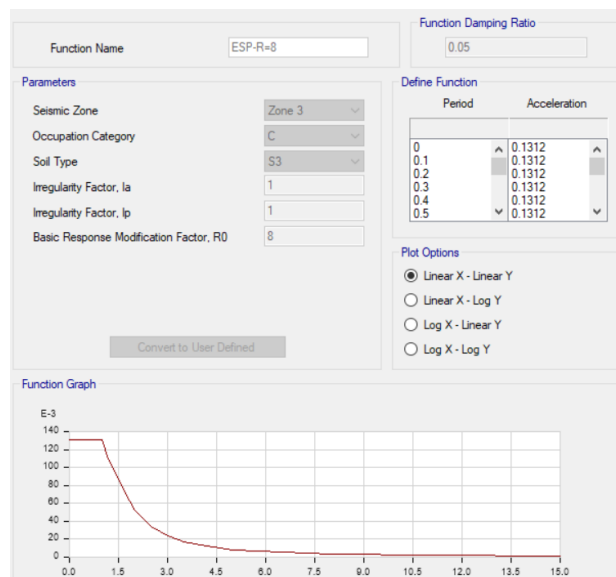 Function Name
ESP-R=8
Function Damping Ratio
0.05
Parameters
Seismic Zone
Zone 3
Occupation Category
C
Soil Type
S3
Irregularity Factor, Ia
1
Irregularity Factor, Ip
1
Basic Response Modification Factor, R0
8
Convert to User Defined
Define Function
Period Acceleration
0 0.1312
0.1 0.1312
0.2 0.1312
0.3 0.1312
0.4 0.1312
0.5 0.1312
Plot Options
Linear X - Linear Y
Linear X - Log Y
Log X - Linear Y
Log X - Log Y
Function Graph
E-3
140
120
100
80
60
40
20
0
0.0 1.5 3.0 4.5 6.0 7.5 9.0 10.5 12.0 13.5 15.0